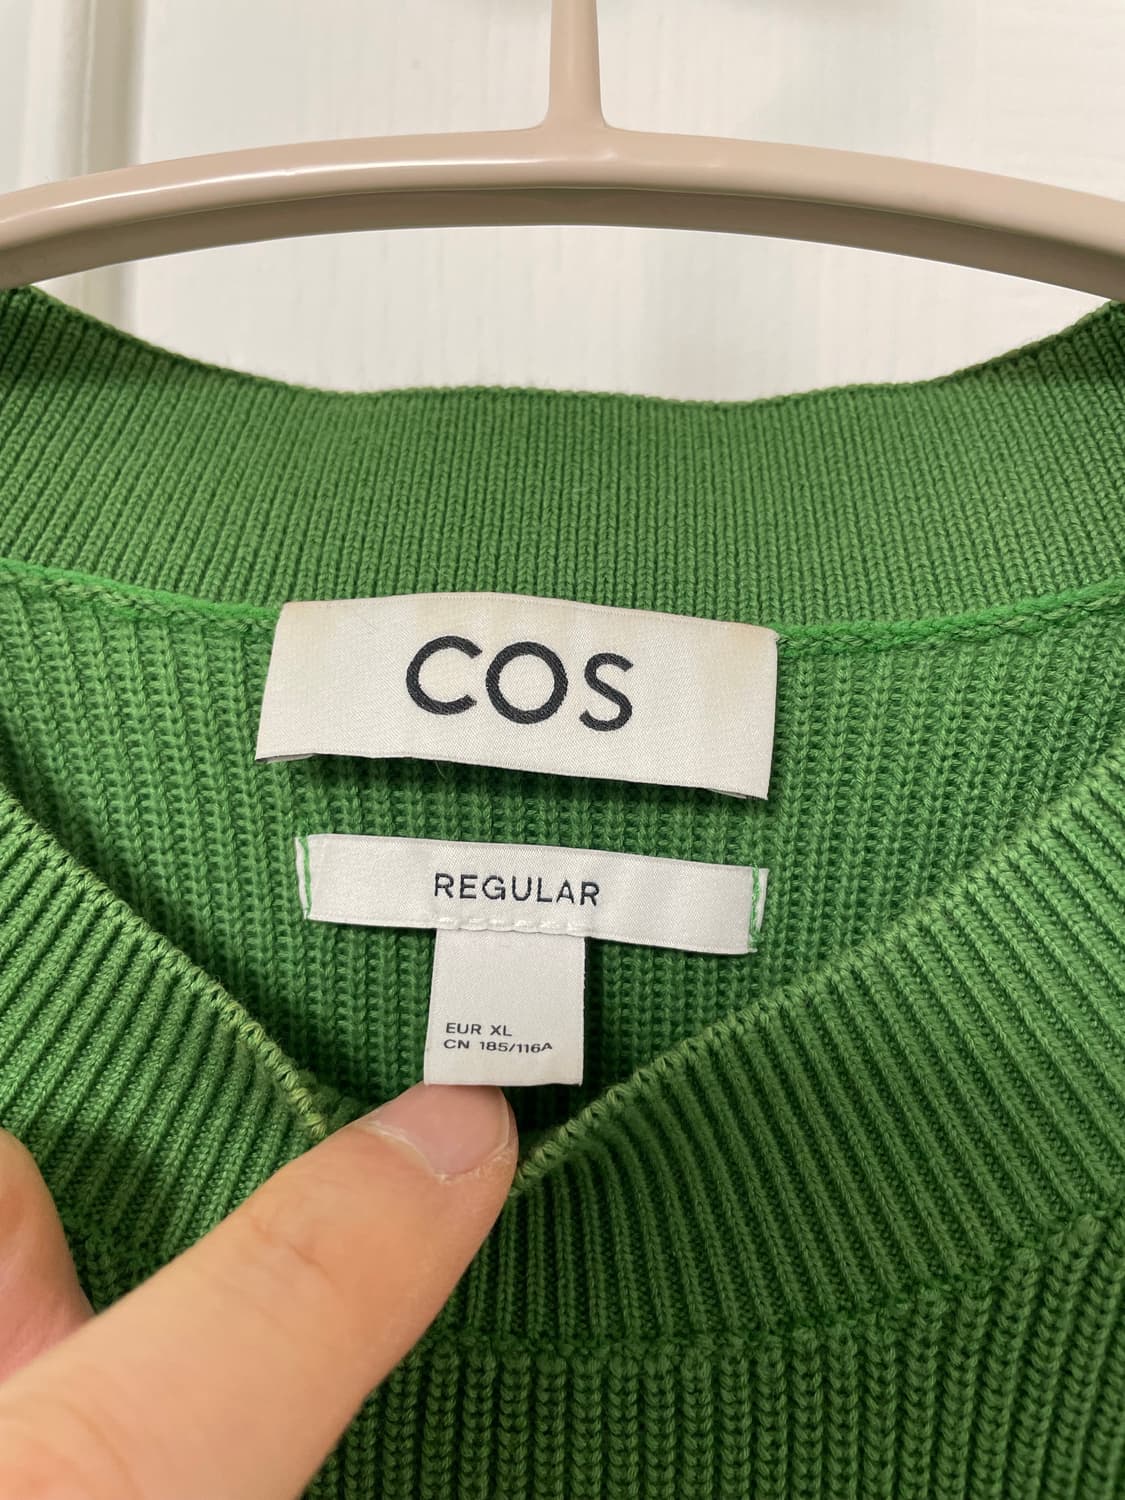 COS
REGULAR
EUR XL
CN 185/116A